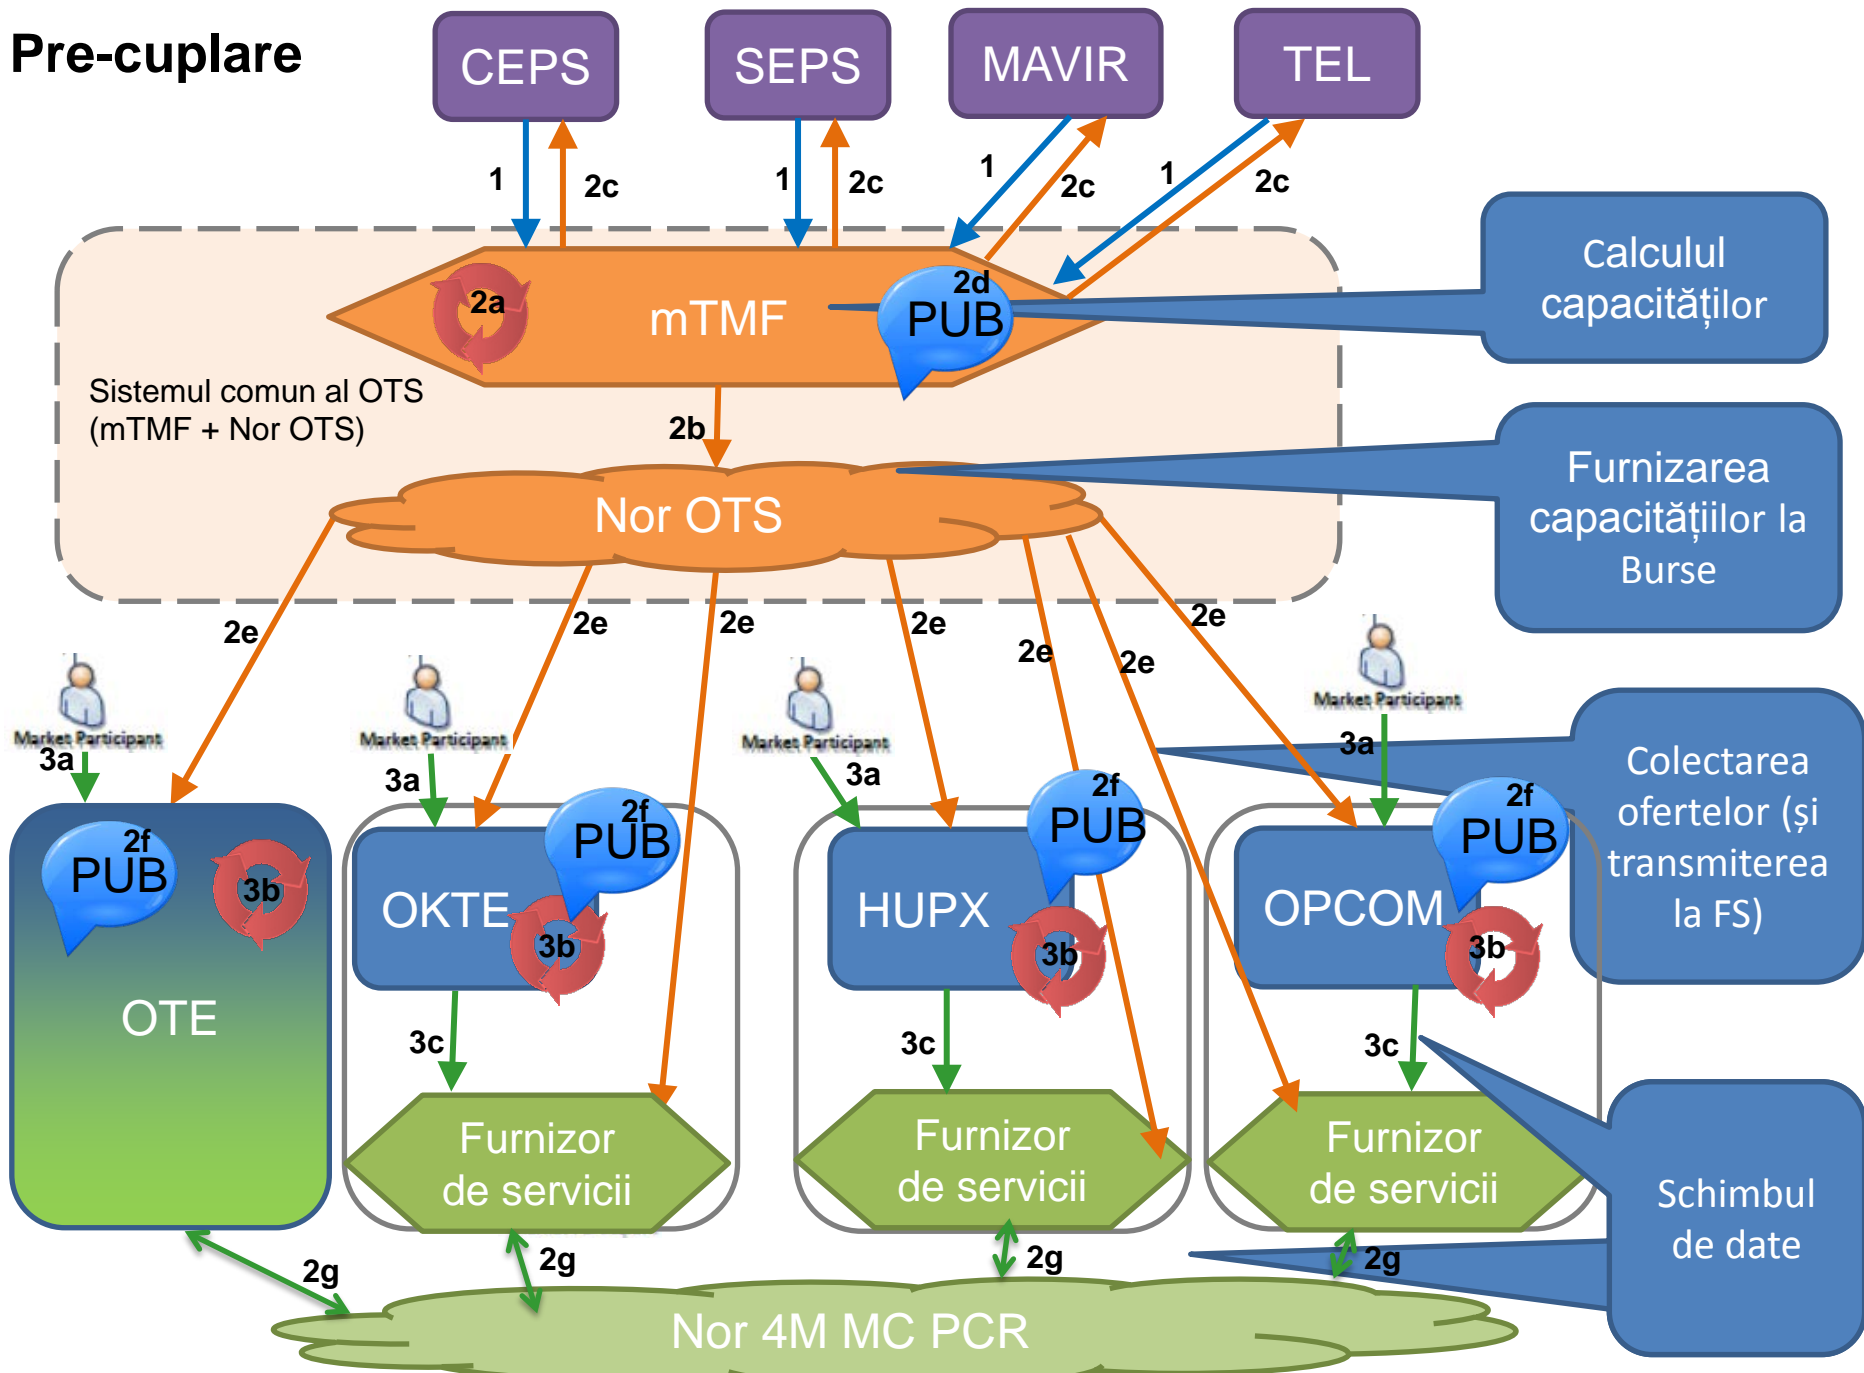 Pre-cuplare
CEPS
SEPS
MAVIR
TEL
1
2c
1
2c
1
2c
1
2c
Calculul
capacităților
2a
mTMF
2d
PUB
Sistemul comun al OTS
(mTMF + Nor OTS)
2b
Furnizarea
capacitățiilor la
Burse
Nor OTS
2e
2e
2e
2e
2e
2e
2e
Market Participant
Market Participant
Market Participant
Market Participant
3a
3a
3a
3a
Colectarea
ofertelor (și
transmiterea
la FS)
2f
PUB
3b
OTE
2f
PUB
OKTE
3b
2f
PUB
HUPX
3b
2f
PUB
OPCOM
3b
3c
3c
3c
Furnizor
de servicii
Furnizor
de servicii
Furnizor
de servicii
Schimbul
de date
2g
2g
2g
2g
Nor 4M MC PCR